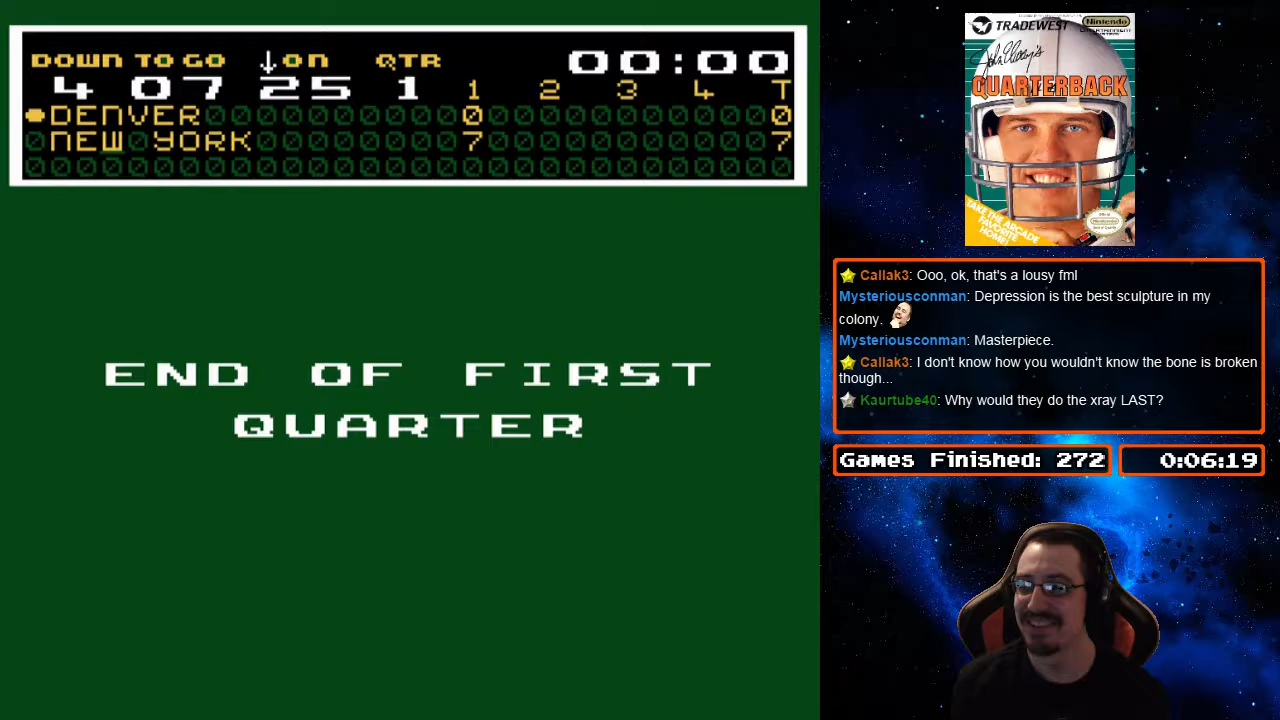 DOWN TO GO ↓ON QTR 00:00
4 07 25 1 1 2 3 4 T
DENVER 0 0
NEW YORK 7 7
END OF FIRST
QUARTER
TRADEWEST
Nintendo
John Elway's
QUARTERBACK
TAKE THE ARCADE
FAVORITE
HOME!
Callak3: Ooo, ok, that's a lousy fml
Mysteriousconman: Depression is the best sculpture in my
colony.
Mysteriousconman: Masterpiece.
Callak3: I don't know how you wouldn't know the bone is broken
though...
Kaurtube40: Why would they do the xray LAST?
Games Finished: 272
0:06:19